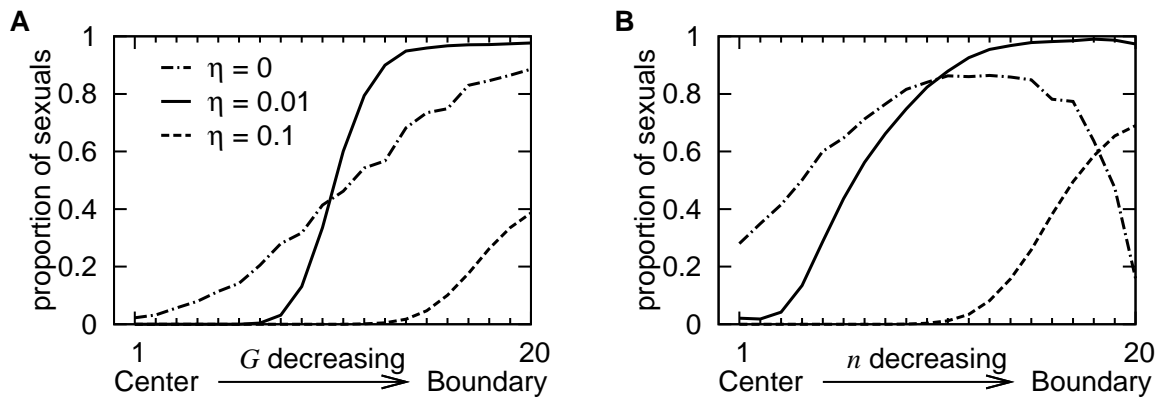 A
proportion of sexuals
1
0.8
0.6
0.4
0.2
0
η = 0
η = 0.01
η = 0.1
1
20
G decreasing
Center
Boundary
B
proportion of sexuals
1
0.8
0.6
0.4
0.2
0
1
20
n decreasing
Center
Boundary